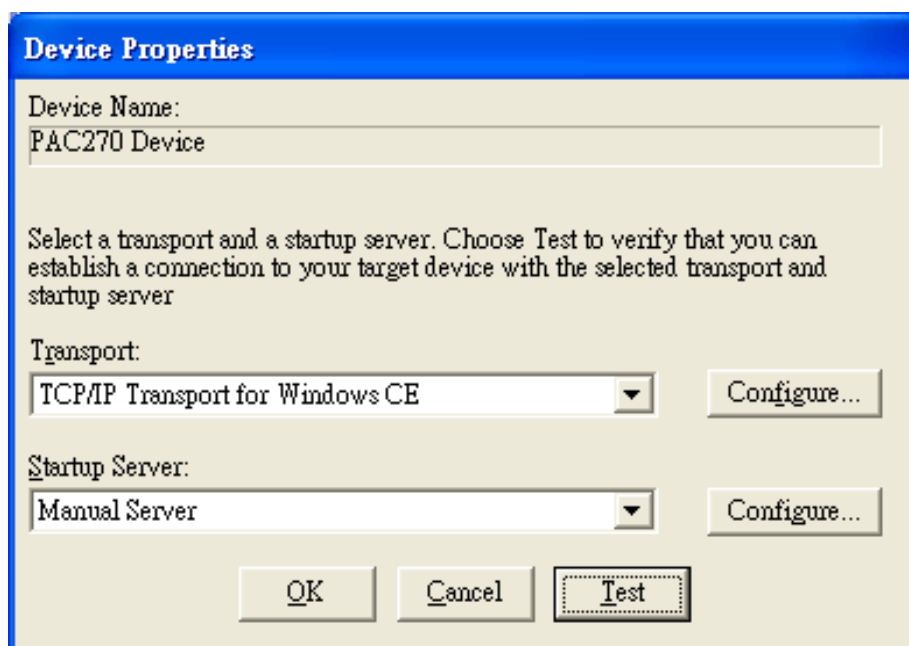 Device Properties
Device Name:
PAC270 Device
Select a transport and a startup server. Choose Test to verify that you can
establish a connection to your target device with the selected transport and
startup server
Transport:
TCP/IP Transport for Windows CE
Configure...
Startup Server:
Manual Server
Configure...
OK Cancel Test